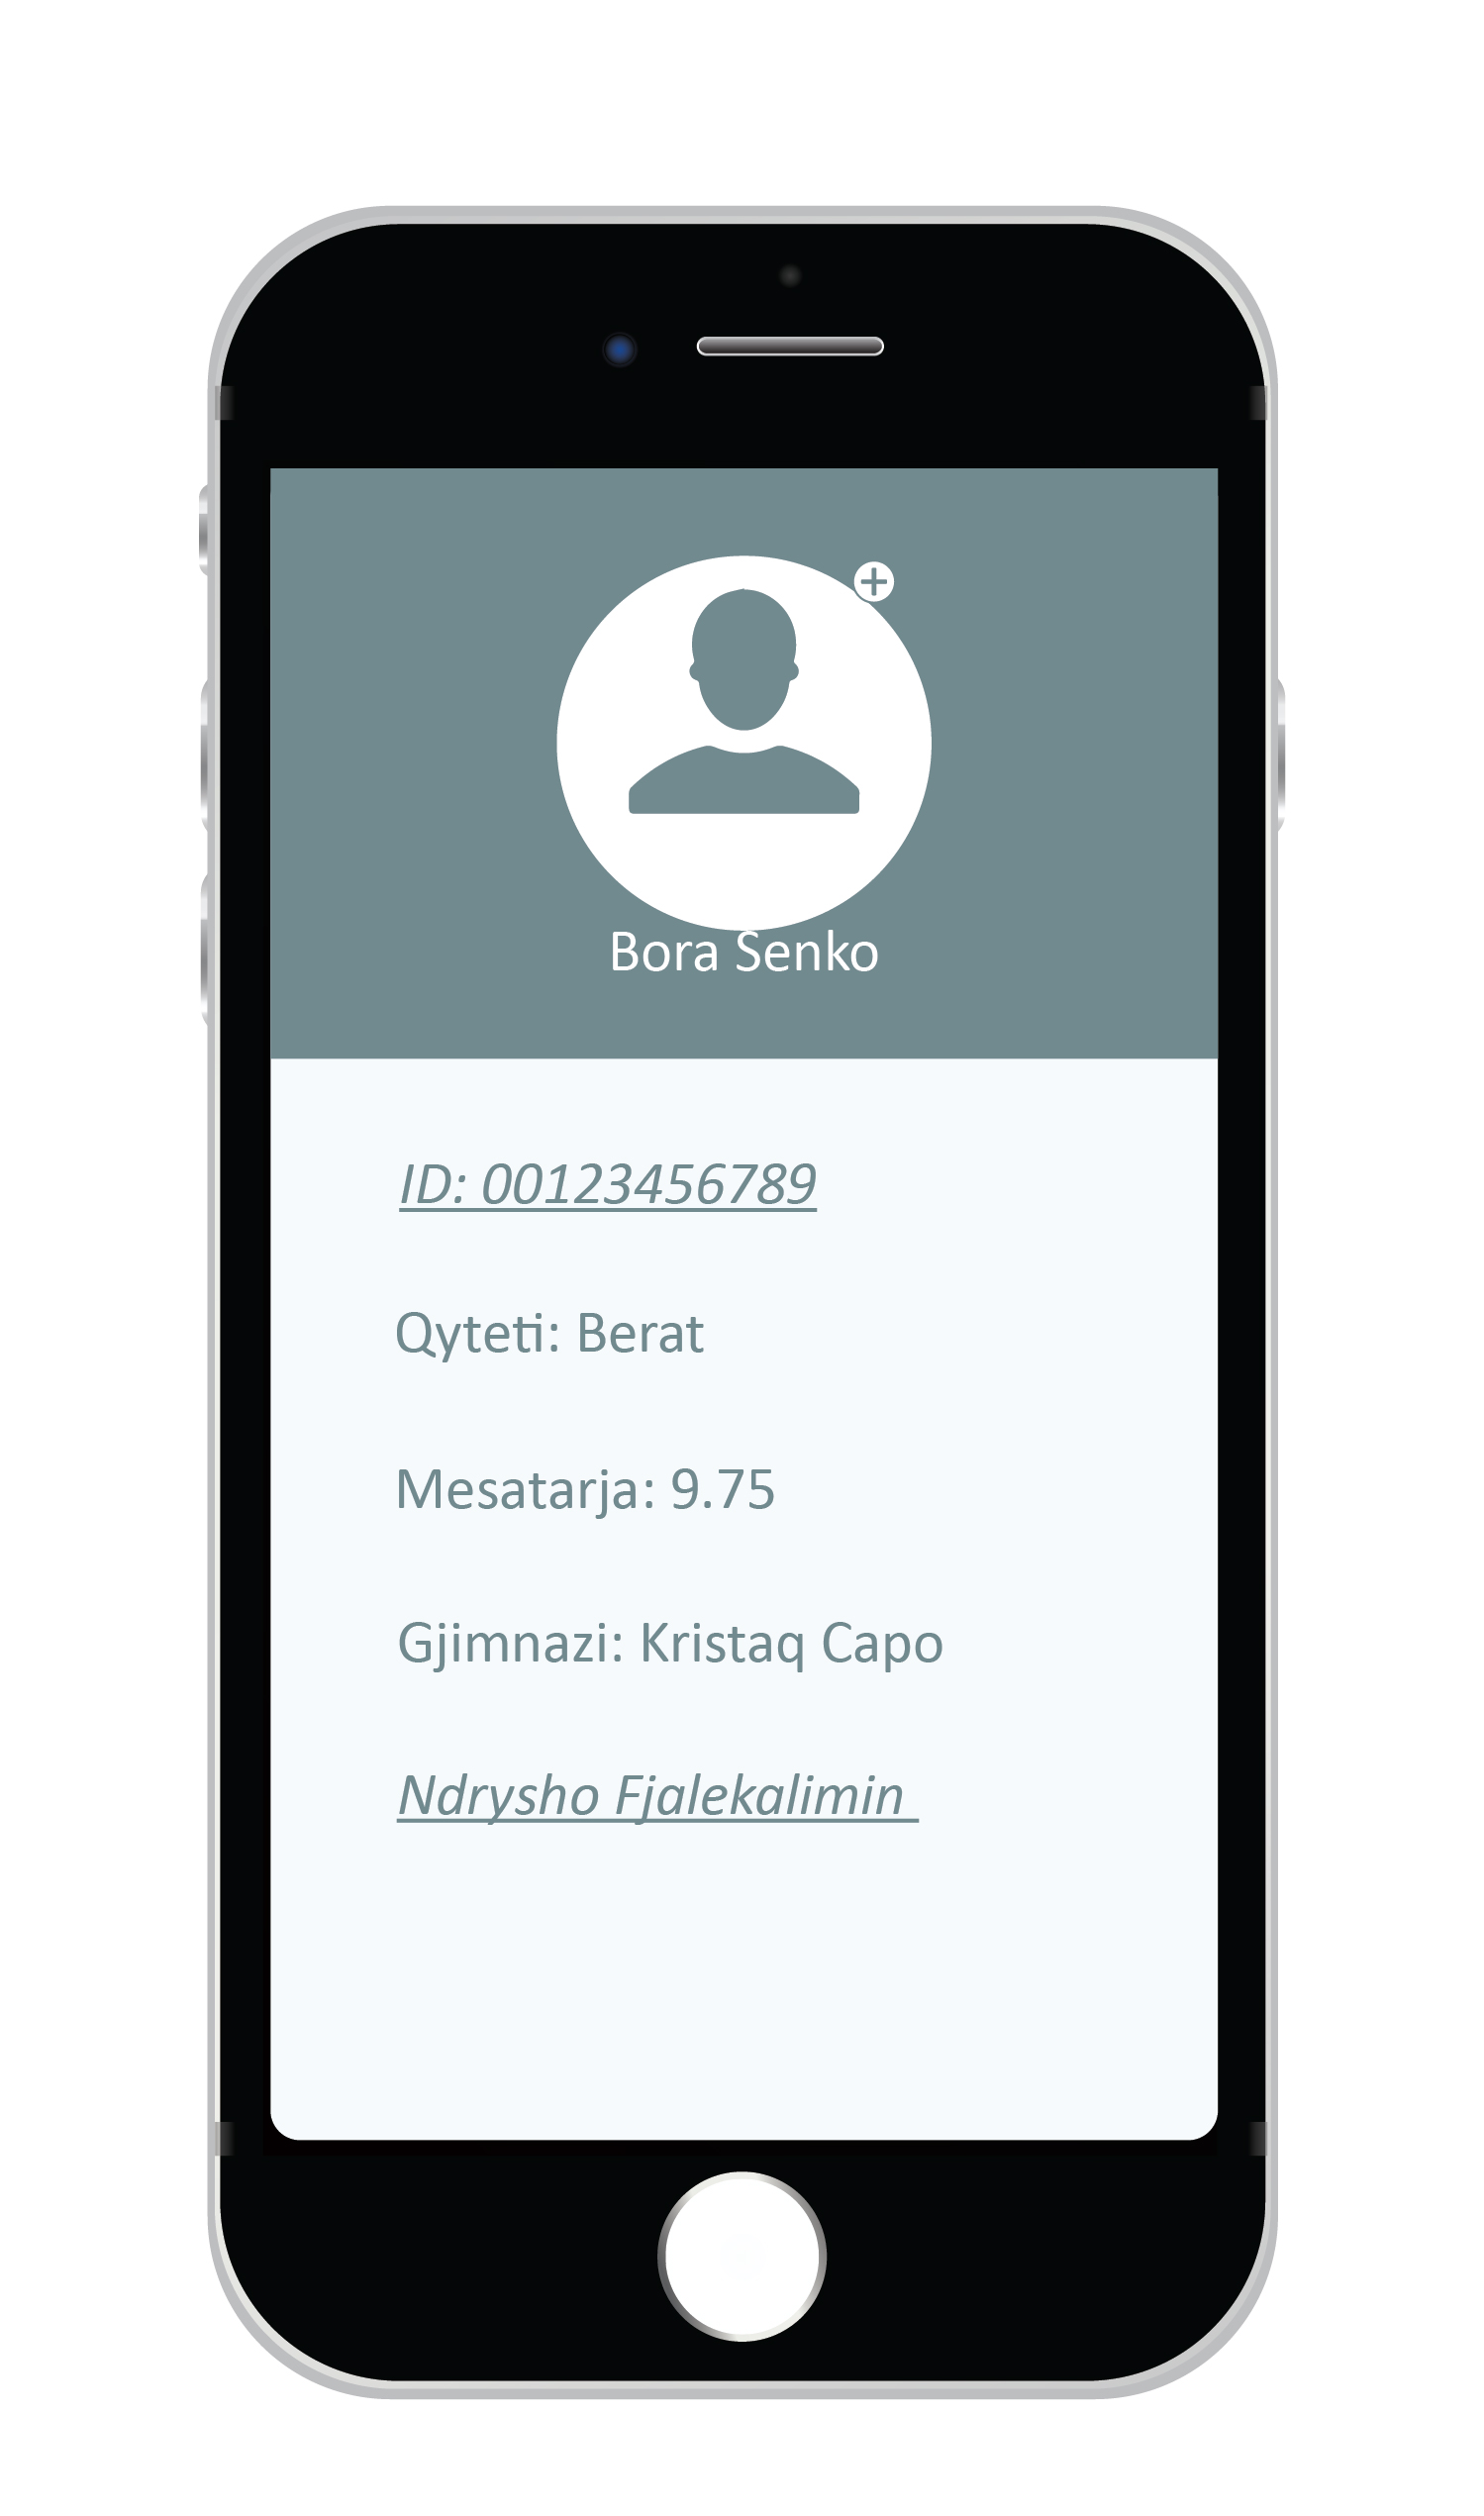 Bora Senko
ID: 00123456789
Qyteti: Berat
Mesatarja: 9.75
Gjimnazi: Kristaq Capo
Ndrysho Fjalekalimin